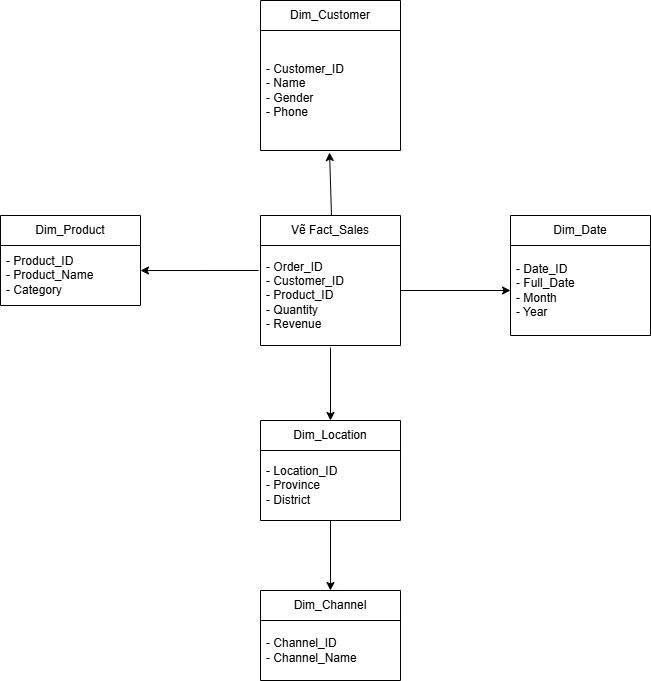 Dim_Customer
- Customer_ID
- Name
- Gender
- Phone
Dim_Product
- Product_ID
- Product_Name
- Category
Vẽ Fact_Sales
- Order_ID
- Customer_ID
- Product_ID
- Quantity
- Revenue
Dim_Date
- Date_ID
- Full_Date
- Month
- Year
Dim_Location
- Location_ID
- Province
- District
Dim_Channel
- Channel_ID
- Channel_Name